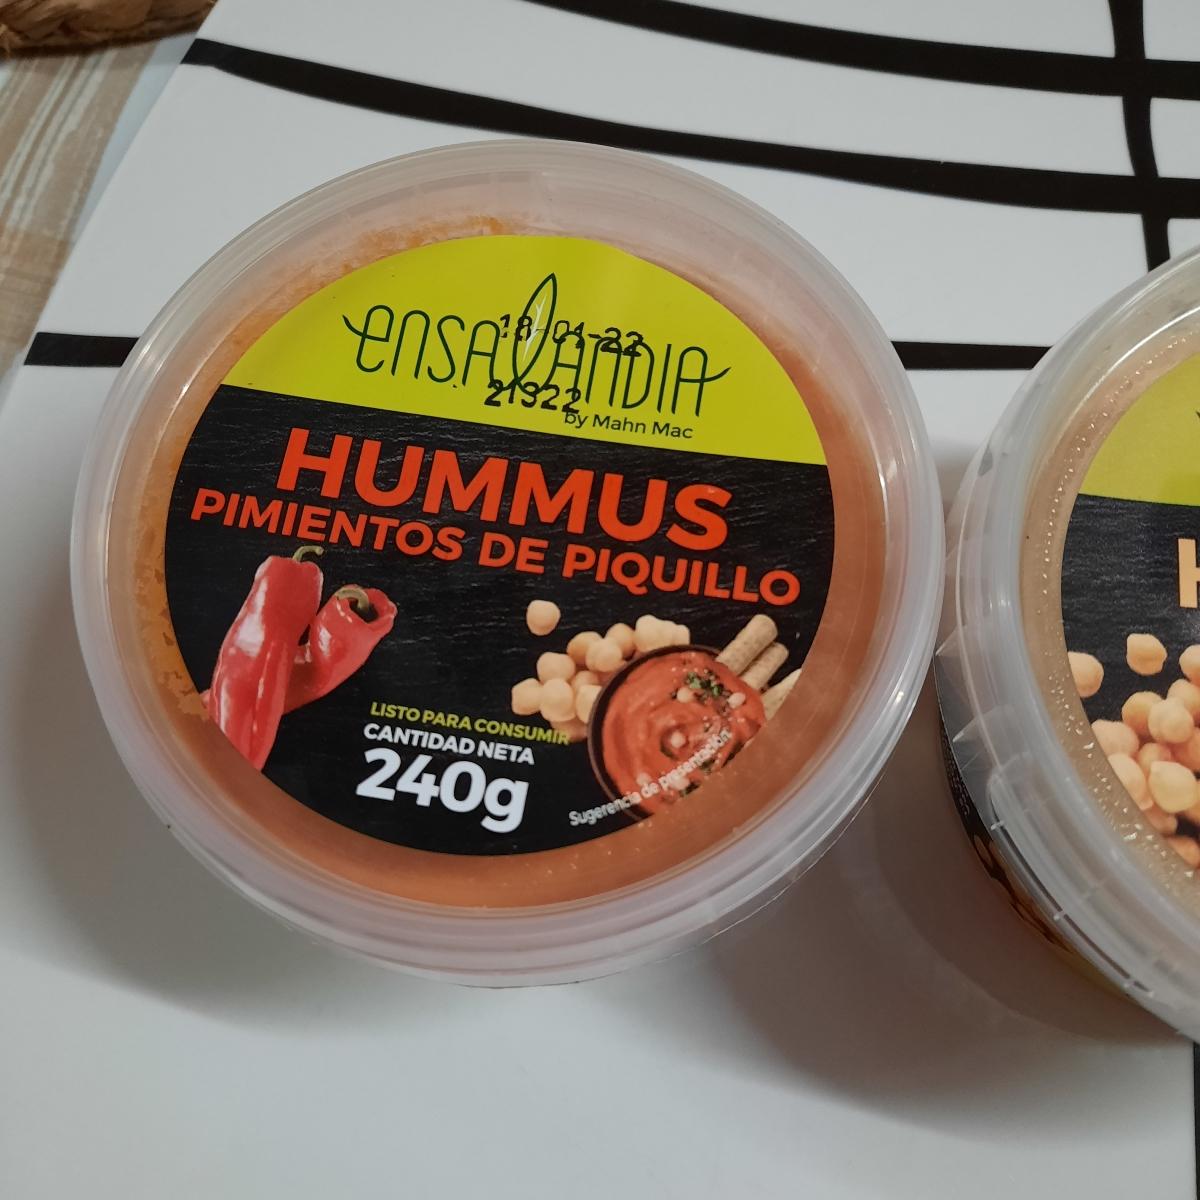 ensalandia
18-01-22
21322
by Mahn Mac
HUMMUS
PIMIENTOS DE PIQUILLO
LISTO PARA CONSUMIR
CANTIDAD NETA
240g
Sugerencia de presentación
H